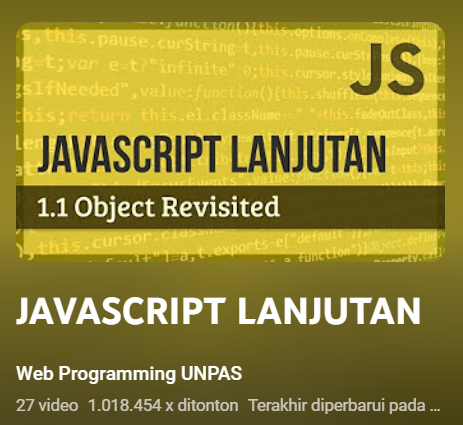 JS
JAVASCRIPT LANJUTAN
1.1 Object Revisited
JAVASCRIPT LANJUTAN
Web Programming UNPAS
27 video 1.018.454 x ditonton Terakhir diperbarui pada ...